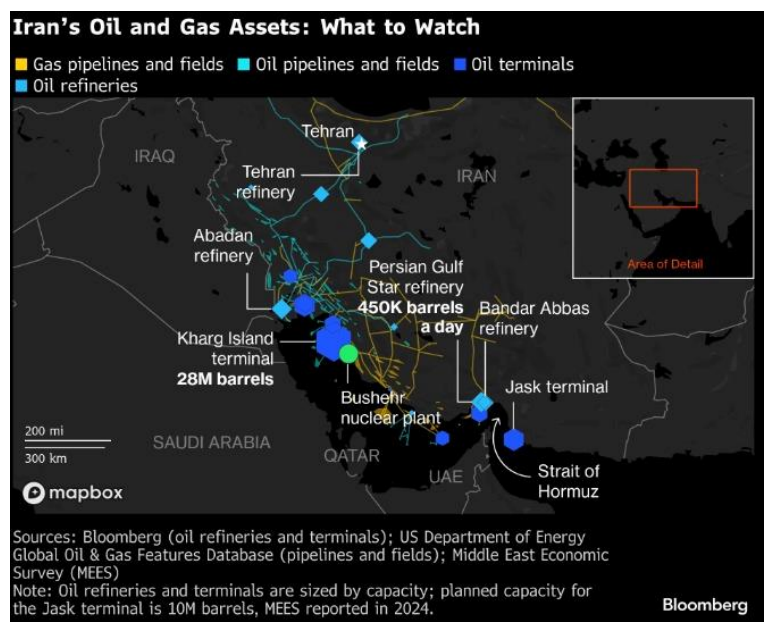 Iran's Oil and Gas Assets: What to Watch
Gas pipelines and fields Oil pipelines and fields Oil terminals
Oil refineries
Tehran
IRAQ
Tehran
refinery
IRAN
Abadan
refinery
Area of Detail
Persian Gulf
Star refinery
450K barrels
a day
Bandar Abbas
refinery
Kharg Island
terminal
28M barrels
Bushehr
nuclear plant
Jask terminal
200 mi
300 km
SAUDI ARABIA
QATAR
UAE
Strait of
Hormuz
mapbox
Sources: Bloomberg (oil refineries and terminals); US Department of Energy
Global Oil & Gas Features Database (pipelines and fields); Middle East Economic
Survey (MEES)
Note: Oil refineries and terminals are sized by capacity; planned capacity for
the Jask terminal is 10M barrels, MEES reported in 2024.
Bloomberg